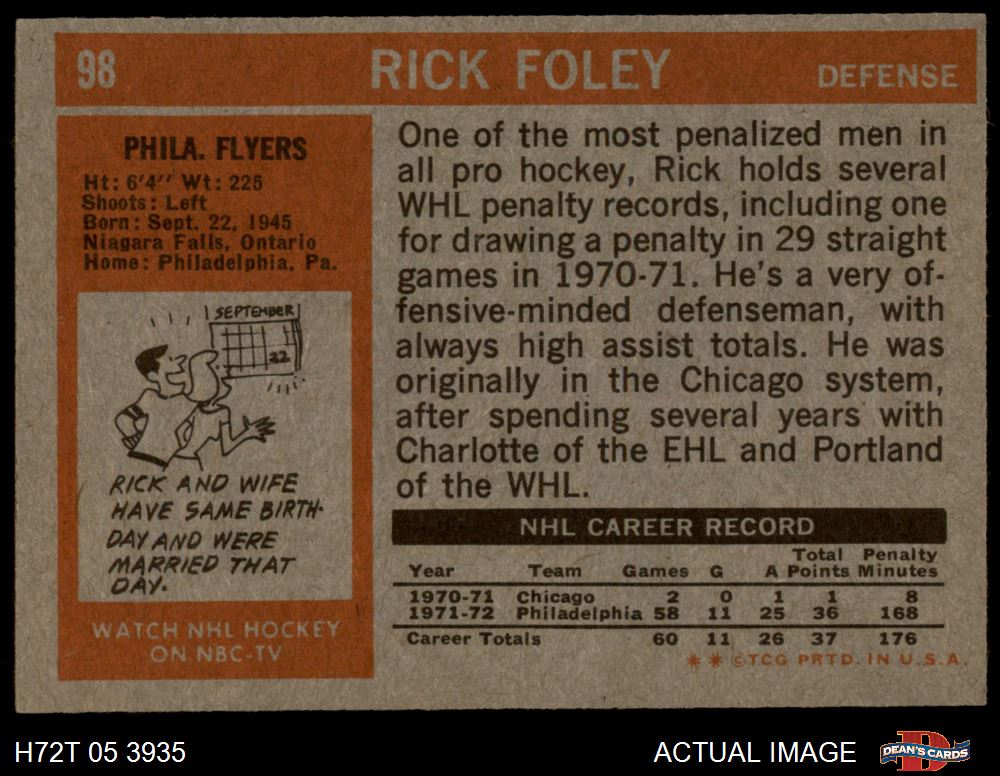 98 RICK FOLEY DEFENSE
PHILA. FLYERS
Ht: 6'4" Wt: 225
Shoots: Left
Born: Sept. 22, 1945
Niagara Falls, Ontario
Home: Philadelphia, Pa.
SEPTEMBER
22
RICK AND WIFE
HAVE SAME BIRTH-
DAY AND WERE
MARRIED THAT
DAY.
WATCH NHL HOCKEY
ON NBC-TV
One of the most penalized men in
all pro hockey, Rick holds several
WHL penalty records, including one
for drawing a penalty in 29 straight
games in 1970-71. He's a very of-
fensive-minded defenseman, with
always high assist totals. He was
originally in the Chicago system,
after spending several years with
Charlotte of the EHL and Portland
of the WHL.
NHL CAREER RECORD
Total Penalty
Year Team Games G A Points Minutes
1970-71 Chicago 2 0 1 1 8
1971-72 Philadelphia 58 11 25 36 168
Career Totals 60 11 26 37 176
* * ©TCG PRTD. IN U.S.A.
H72T 05 3935 ACTUAL IMAGE D DEAN'S CARDS